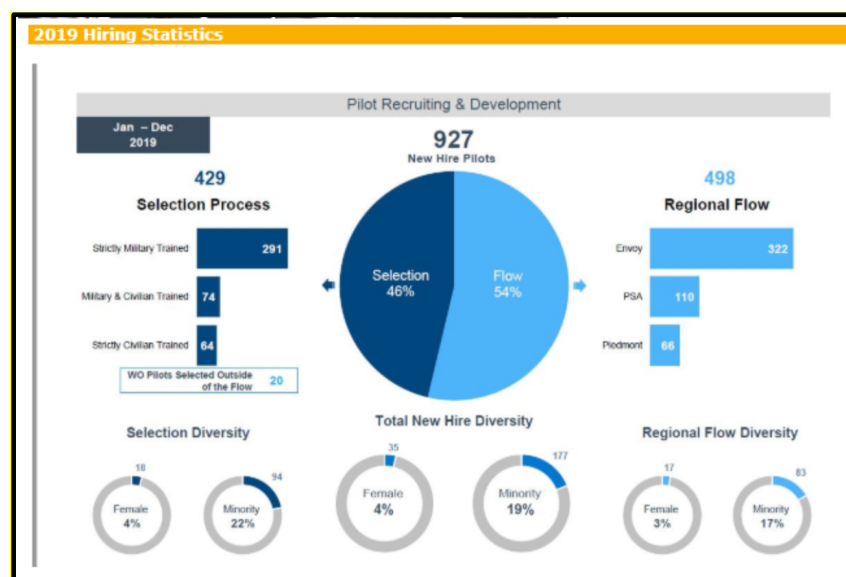 2019 Hiring Statistics
Pilot Recruiting & Development
Jan – Dec
2019
927
New Hire Pilots
429
Selection Process
Strictly Military Trained 291
Military & Civilian Trained 74
Strictly Civilian Trained 64
WO Pilots Selected Outside
of the Flow 20
Selection
46%
Flow
54%
498
Regional Flow
Envoy 322
PSA 110
Piedmont 66
Selection Diversity
18
Female
4%
94
Minority
22%
Total New Hire Diversity
35
Female
4%
177
Minority
19%
Regional Flow Diversity
17
Female
3%
83
Minority
17%